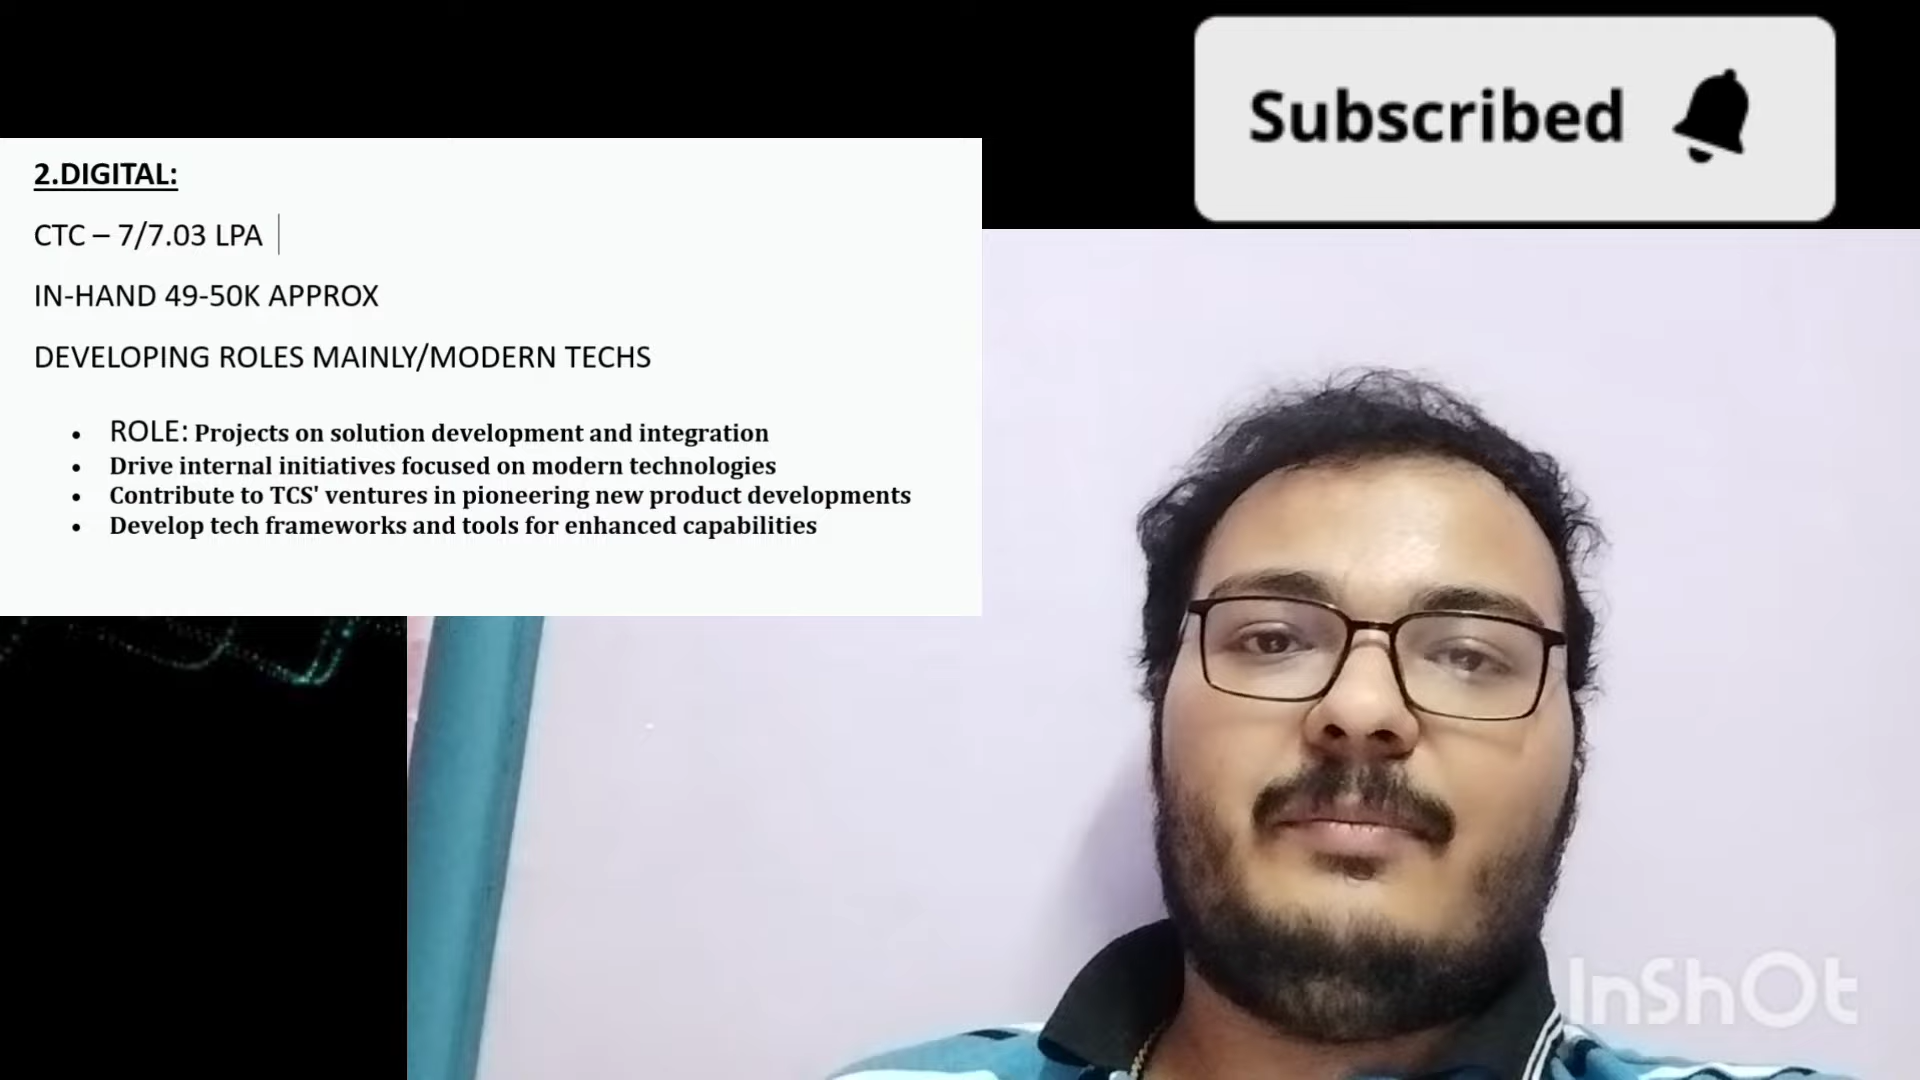 Subscribed
2.DIGITAL:
CTC – 7/7.03 LPA
IN-HAND 49-50K APPROX
DEVELOPING ROLES MAINLY/MODERN TECHS
• ROLE: Projects on solution development and integration
• Drive internal initiatives focused on modern technologies
• Contribute to TCS' ventures in pioneering new product developments
• Develop tech frameworks and tools for enhanced capabilities
InShOt